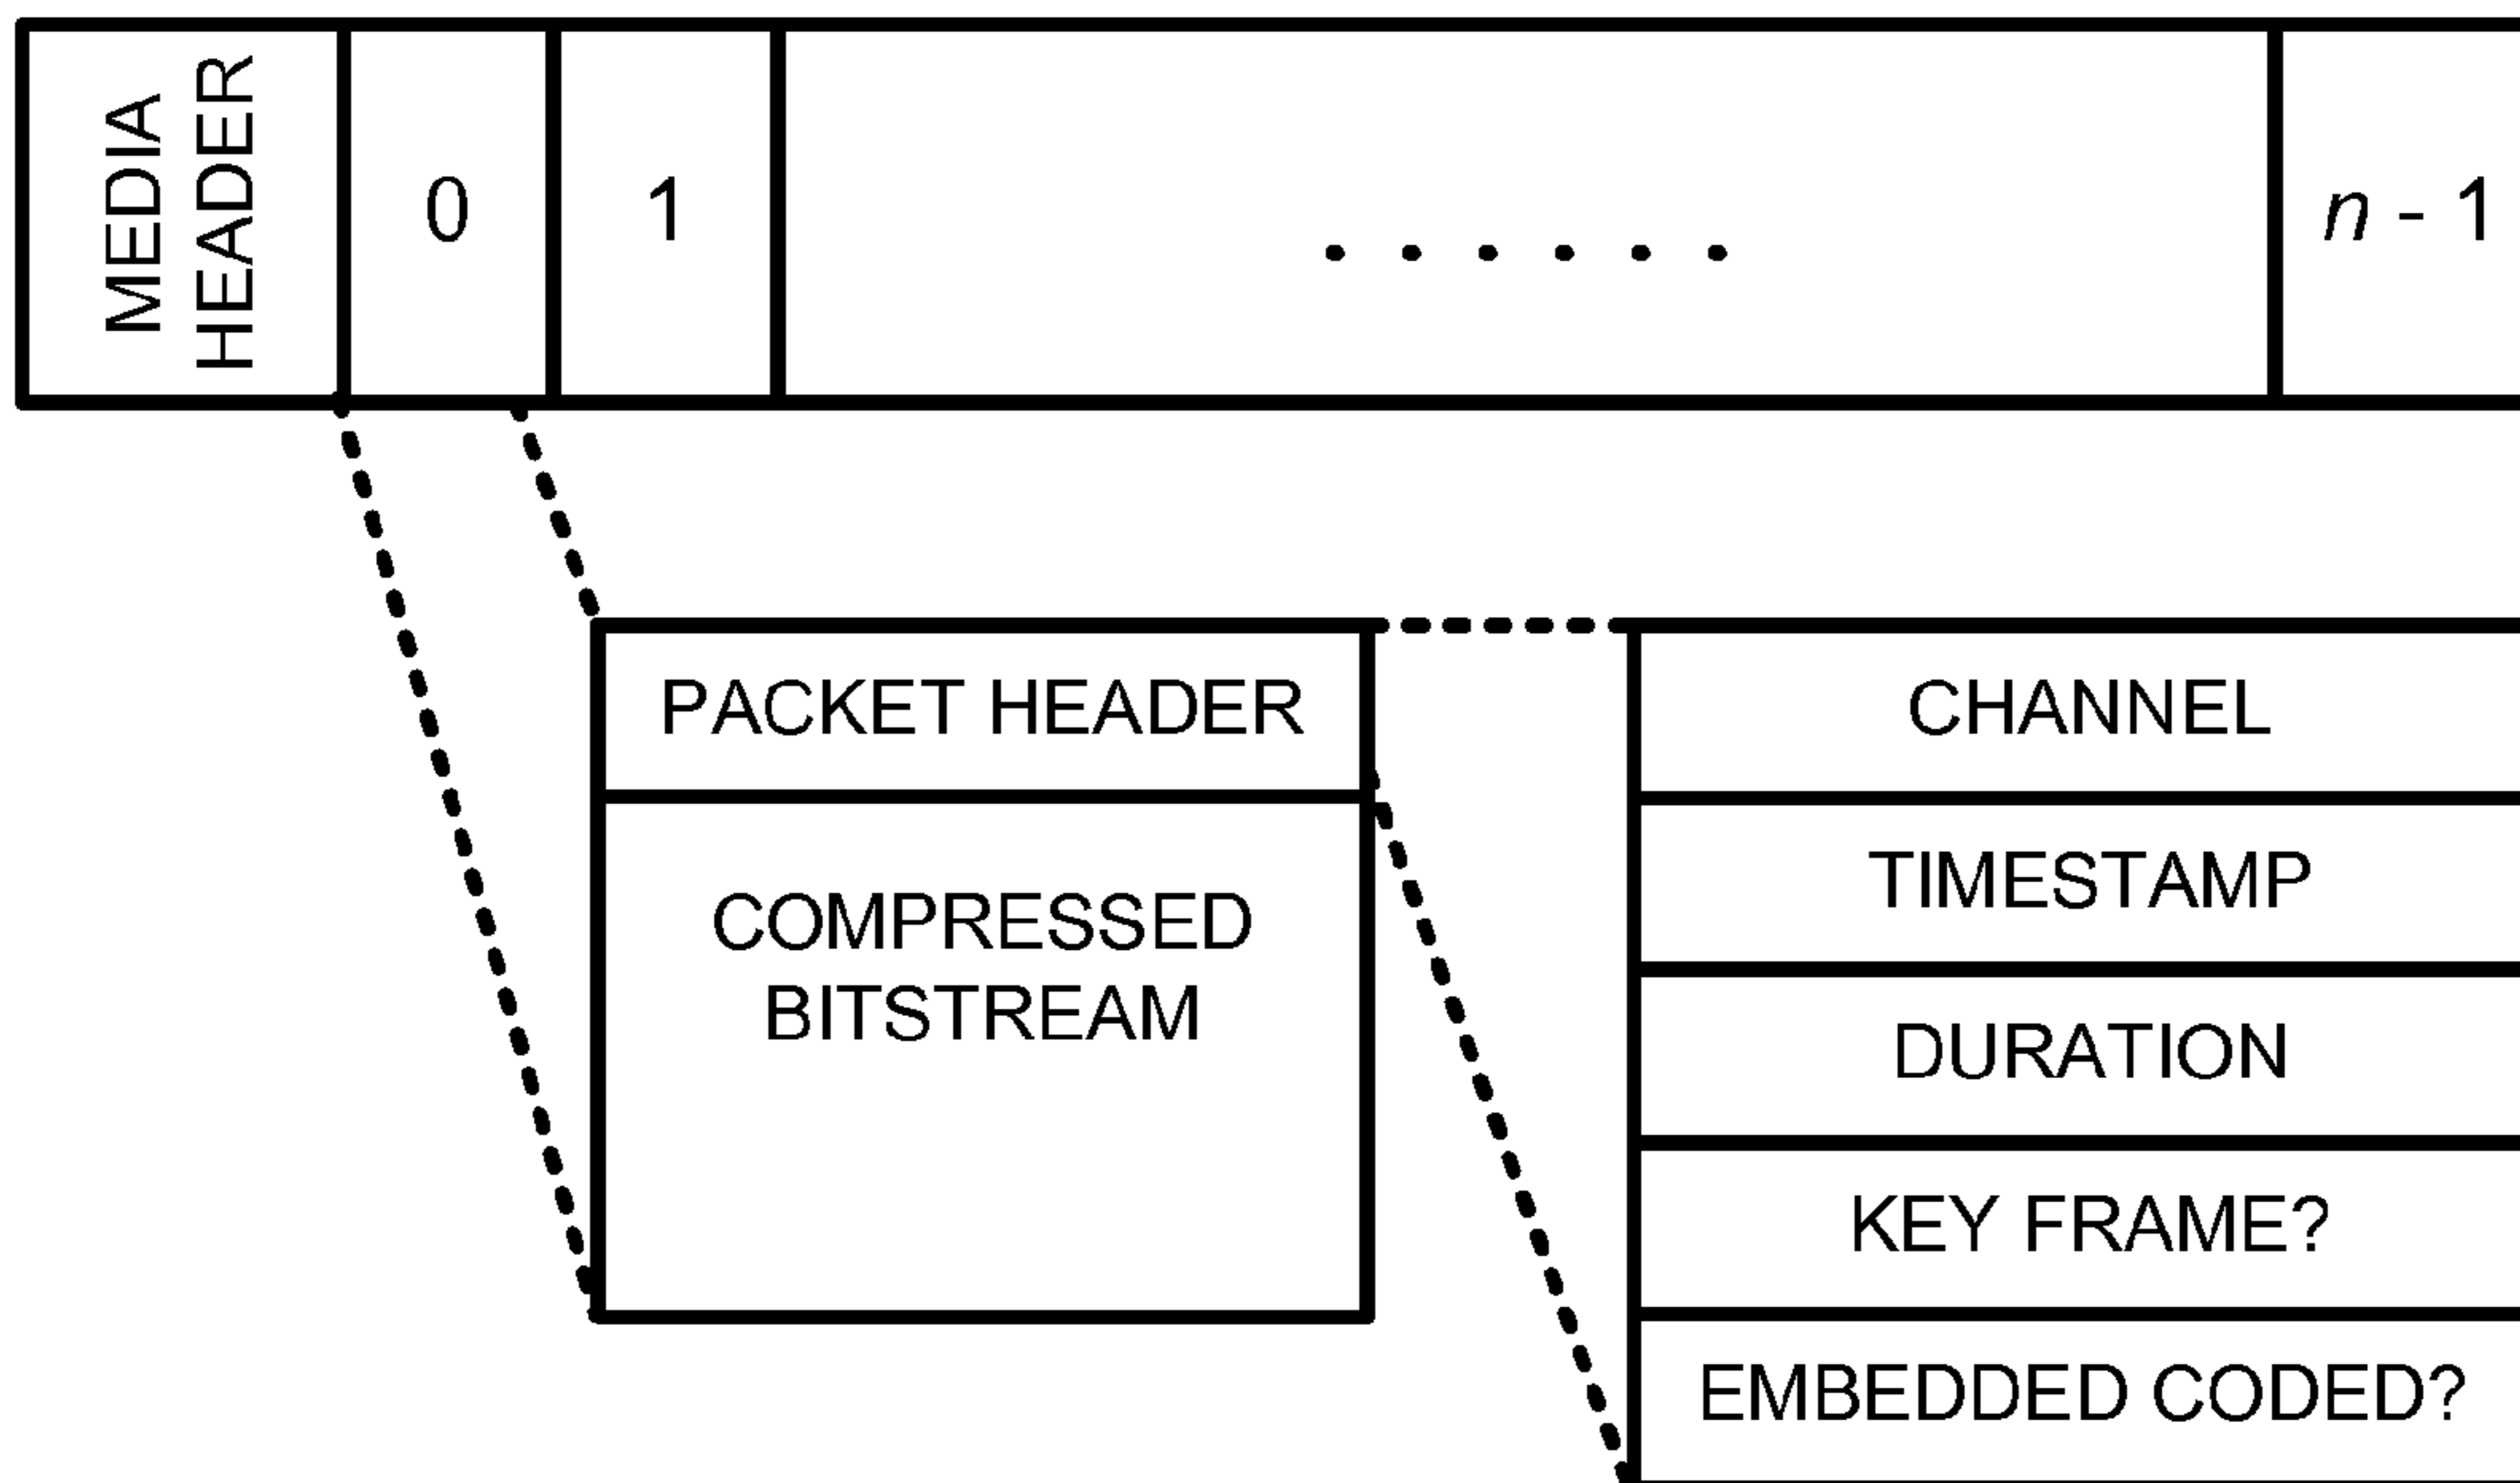 MEDIA
HEADER
0
1
. . . . . .
n - 1
PACKET HEADER
COMPRESSED
BITSTREAM
CHANNEL
TIMESTAMP
DURATION
KEY FRAME?
EMBEDDED CODED?